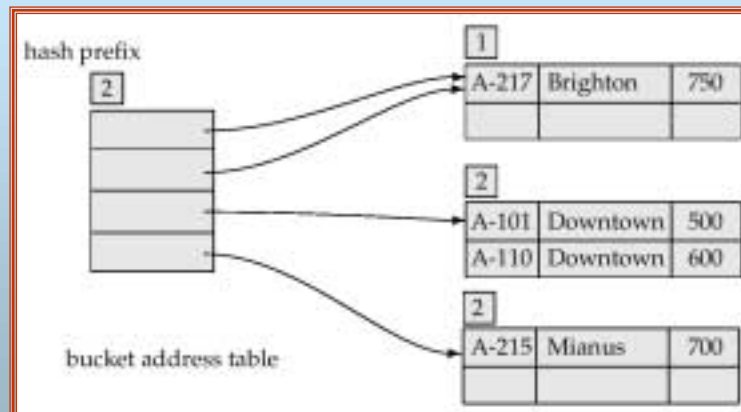 hash prefix
2
1
A-217 Brighton 750
2
A-101 Downtown 500
A-110 Downtown 600
2
A-215 Mianus 700
bucket address table